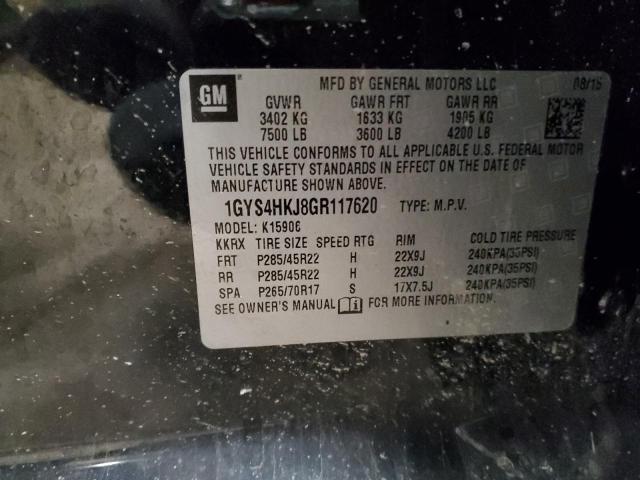 GM
MFD BY GENERAL MOTORS LLC 08/15
GVWR GAWR FRT GAWR RR
3402 KG 1633 KG 1905 KG
7500 LB 3600 LB 4200 LB
THIS VEHICLE CONFORMS TO ALL APPLICABLE U.S. FEDERAL MOTOR
VEHICLE SAFETY STANDARDS IN EFFECT ON THE DATE OF
MANUFACTURE SHOWN ABOVE.
1GYS4HKJ8GR117620 TYPE: M.P.V.
MODEL: K15906
KKRX TIRE SIZE SPEED RTG RIM COLD TIRE PRESSURE
FRT P285/45R22 H 22X9J 240KPA(35PSI)
RR P285/45R22 H 22X9J 240KPA(35PSI)
SPA P265/70R17 S 17X7.5J 240KPA(35PSI)
SEE OWNER'S MANUAL FOR MORE INFORMATION.